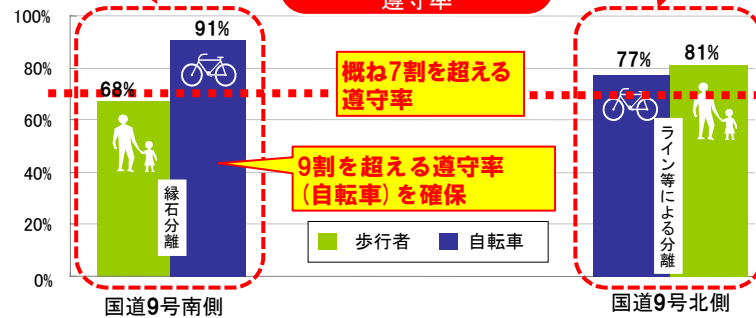 遵守率
100%
80%
60%
40%
20%
0%
68%
91%
77%
81%
概ね7割を超える
遵守率
9割を超える遵守率
(自転車)を確保
縁石分離
ライン等による分離
歩行者
自転車
国道9号南側
国道9号北側